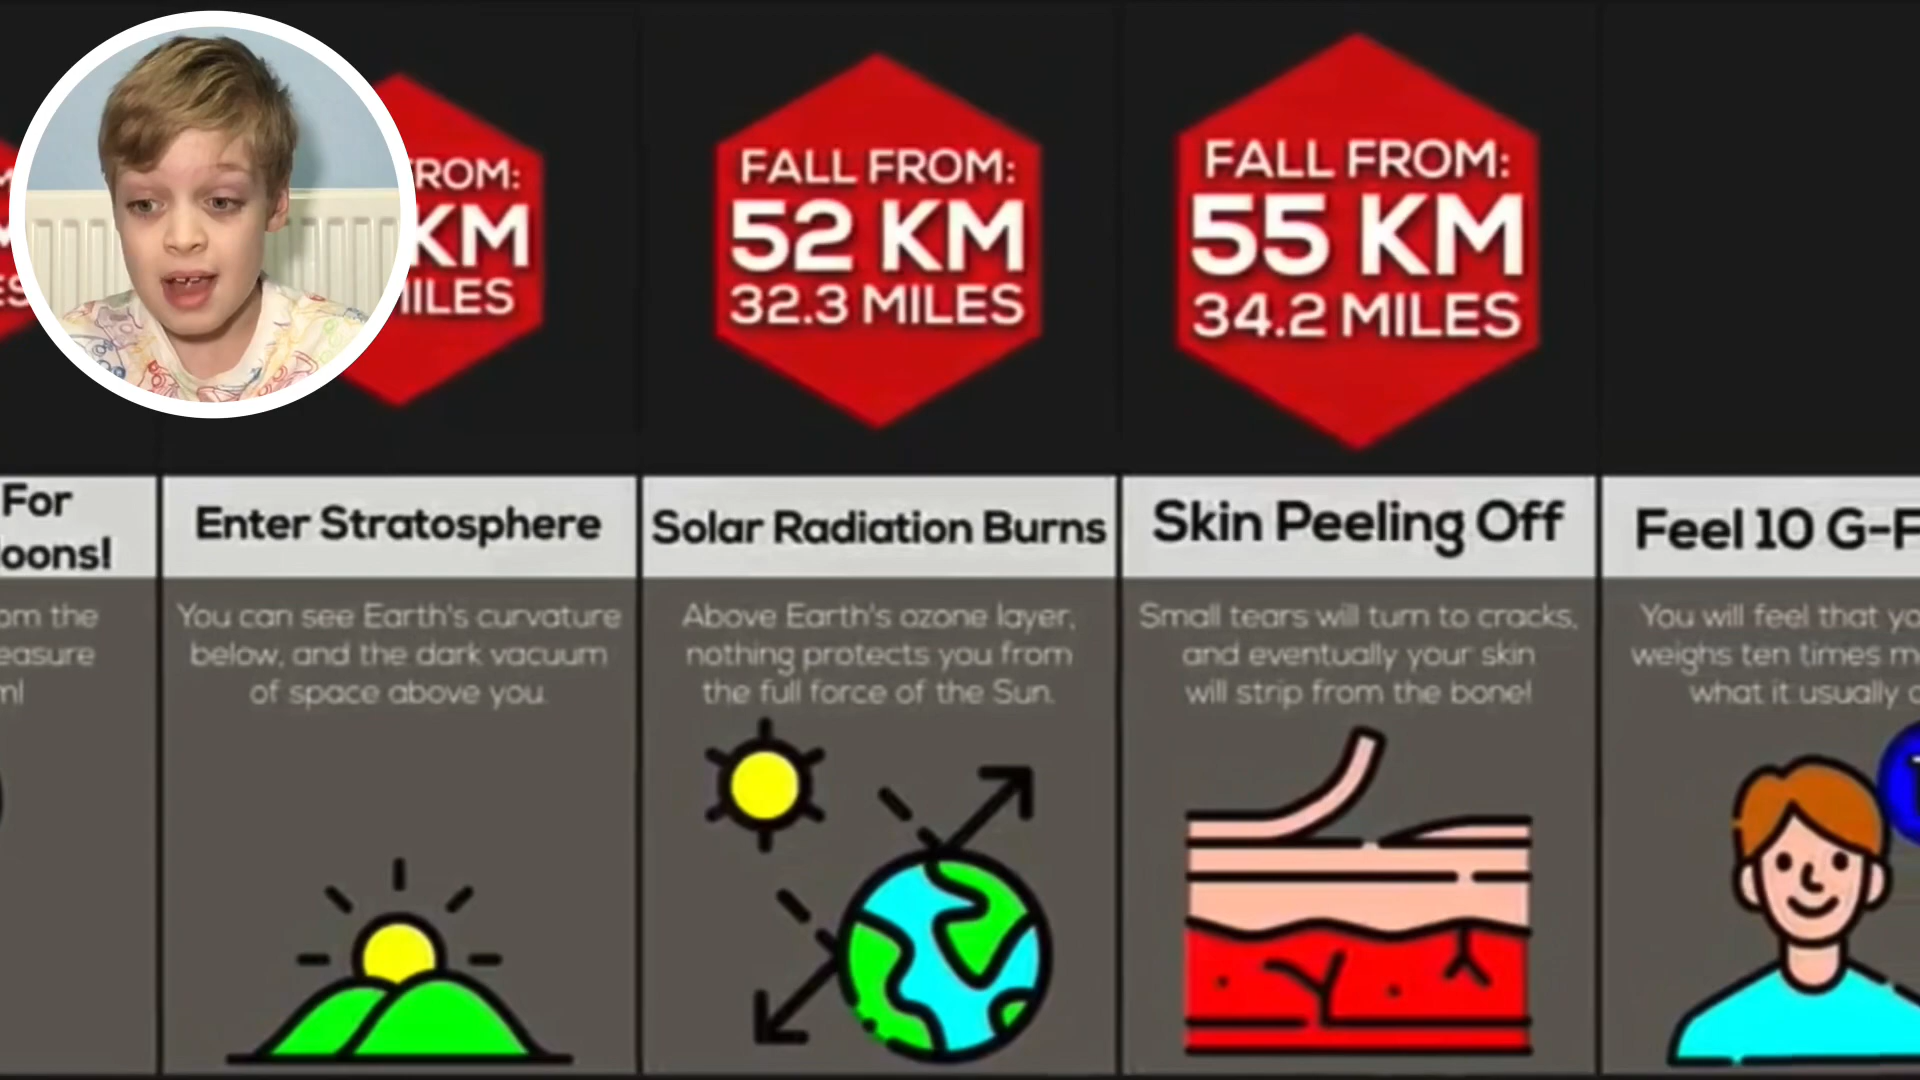 ROM:
KM
MILES
FALL FROM:
52 KM
32.3 MILES
FALL FROM:
55 KM
34.2 MILES
For
loons!
om the
easure
m!
Enter Stratosphere
You can see Earth's curvature
below, and the dark vacuum
of space above you.
Solar Radiation Burns
Above Earth's ozone layer,
nothing protects you from
the full force of the Sun.
Skin Peeling Off
Small tears will turn to cracks,
and eventually your skin
will strip from the bone!
Feel 10 G-F
You will feel that yo
weighs ten times m
what it usually